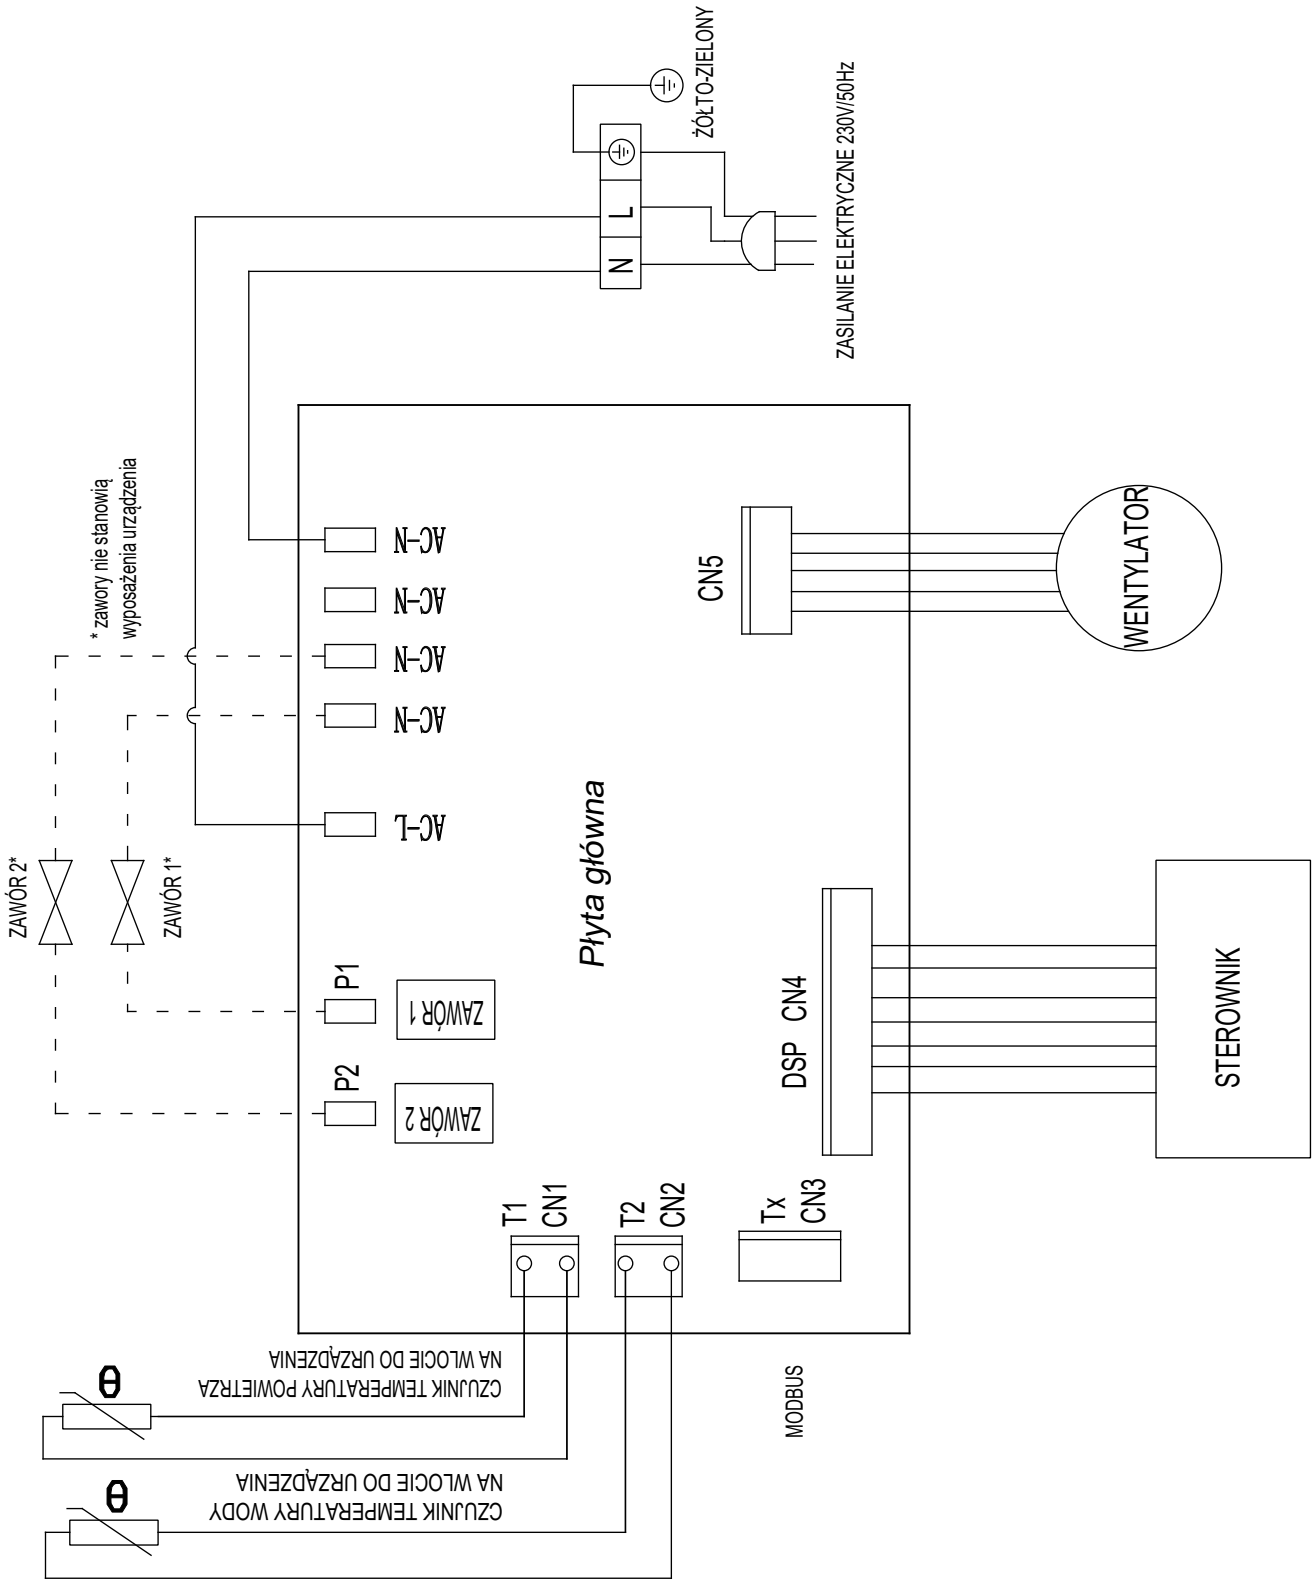 ZAWÓR 2*
ZAWÓR 1*
* zawory nie stanowią
wyposażenia urządzenia
ŻÓŁTO-ZIELONY
N
L
ZASILANIE ELEKTRYCZNE 230V/50Hz
AC-N
AC-N
AC-N
AC-N
AC-L
P1
ZAWÓR 1
P2
ZAWÓR 2
Płyta główna
CN5
WENTYLATOR
DSP CN4
STEROWNIK
T1
CN1
T2
CN2
Tx
CN3
MODBUS
θ
CZUJNIK TEMPERATURY POWIETRZA
NA WLOCIE DO URZĄDZENIA
θ
CZUJNIK TEMPERATURY WODY
NA WLOCIE DO URZĄDZENIA